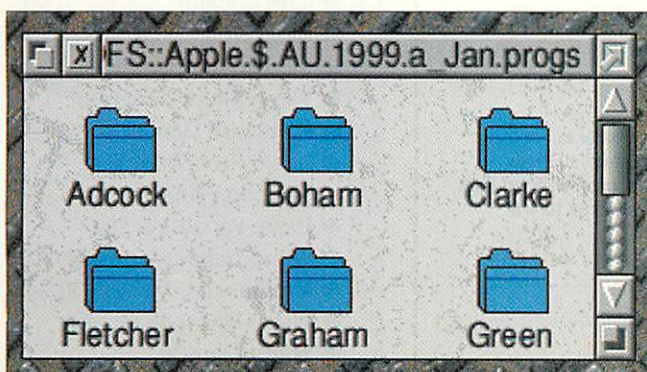 FS::Apple.$.AU.1999.a_Jan.progs
Adcock Boham Clarke
Fletcher Graham Green